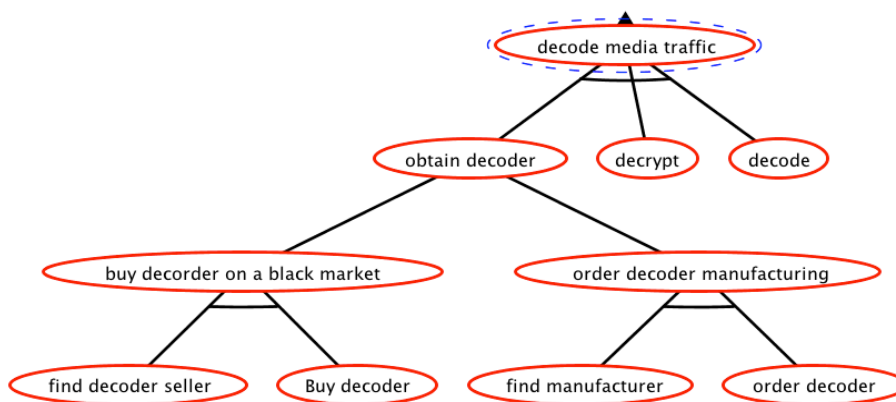 decode media traffic
obtain decoder
decrypt
decode
buy decorder on a black market
order decoder manufacturing
find decoder seller
Buy decoder
find manufacturer
order decoder